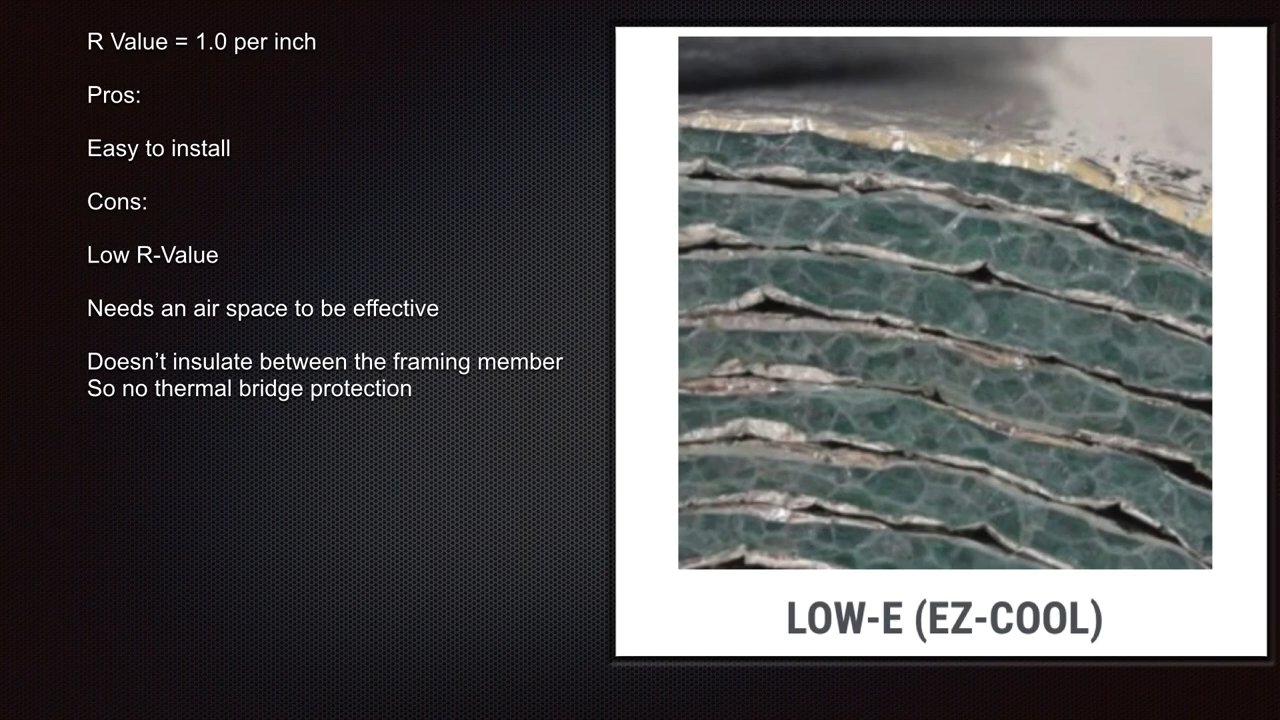 R Value = 1.0 per inch
Pros:
Easy to install
Cons:
Low R-Value
Needs an air space to be effective
Doesn’t insulate between the framing member
So no thermal bridge protection
LOW-E (EZ-COOL)